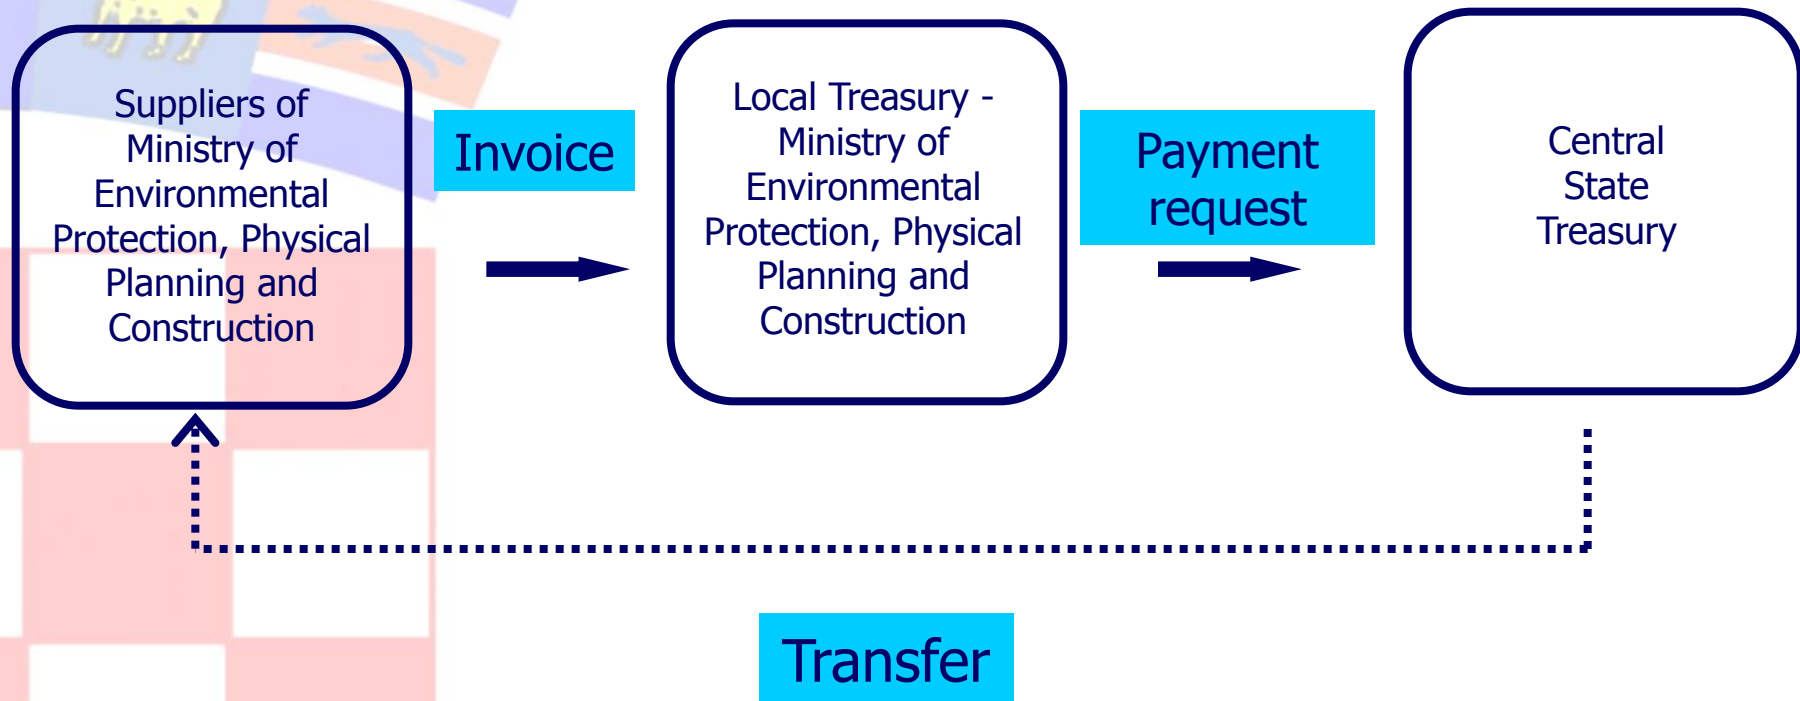 Suppliers of
Ministry of
Environmental
Protection, Physical
Planning and
Construction
Invoice
Local Treasury -
Ministry of
Environmental
Protection, Physical
Planning and
Construction
Payment
request
Central
State
Treasury
Transfer